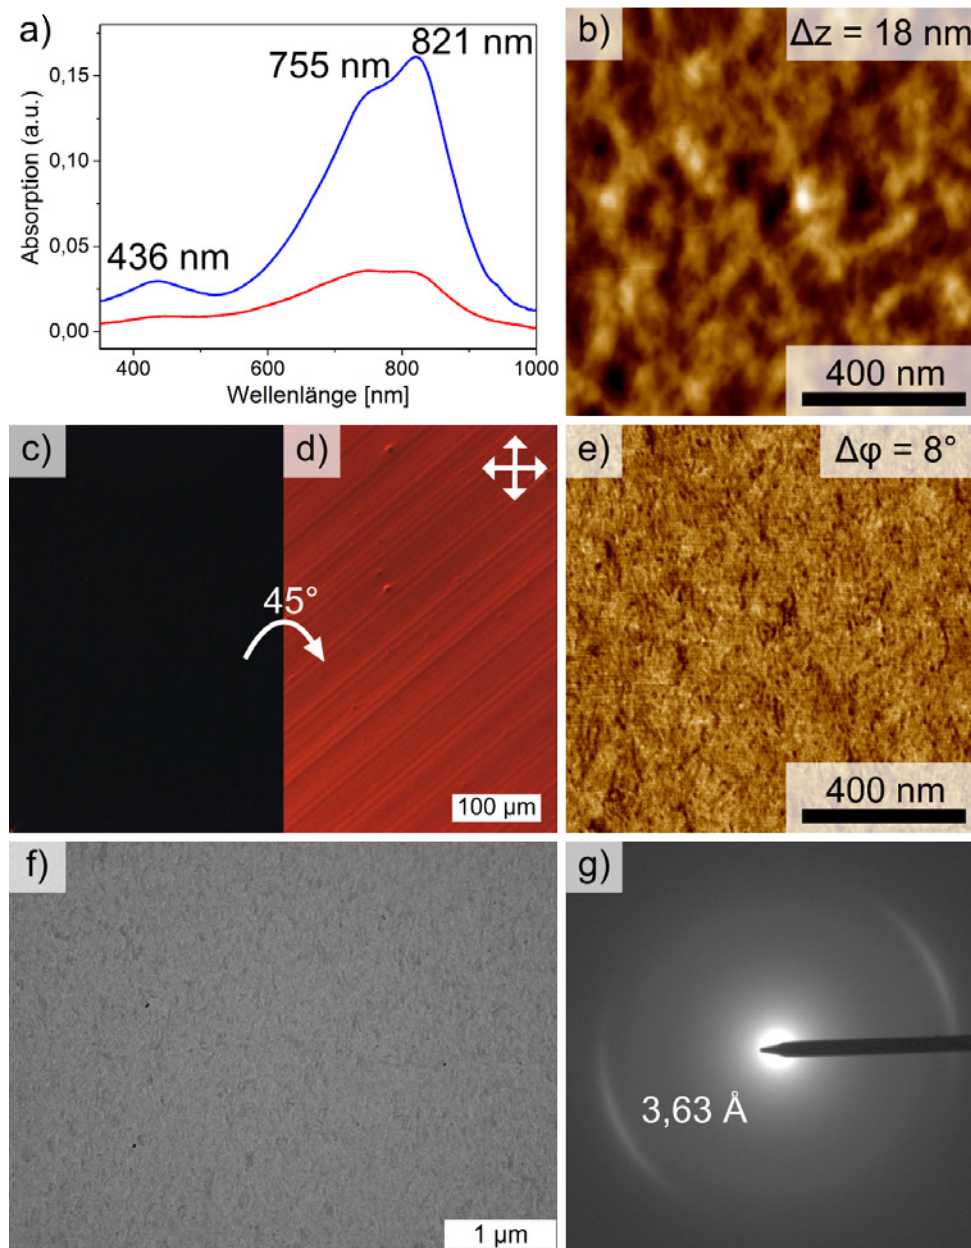 a)
755 nm
821 nm
436 nm
0,15
0,10
0,05
0,00
Absorption (a.u.)
400
600
800
1000
Wellenlänge [nm]
b)
Δz = 18 nm
400 nm
c)
d)
45°
100 µm
e)
Δφ = 8°
400 nm
f)
1 µm
g)
3,63 Å